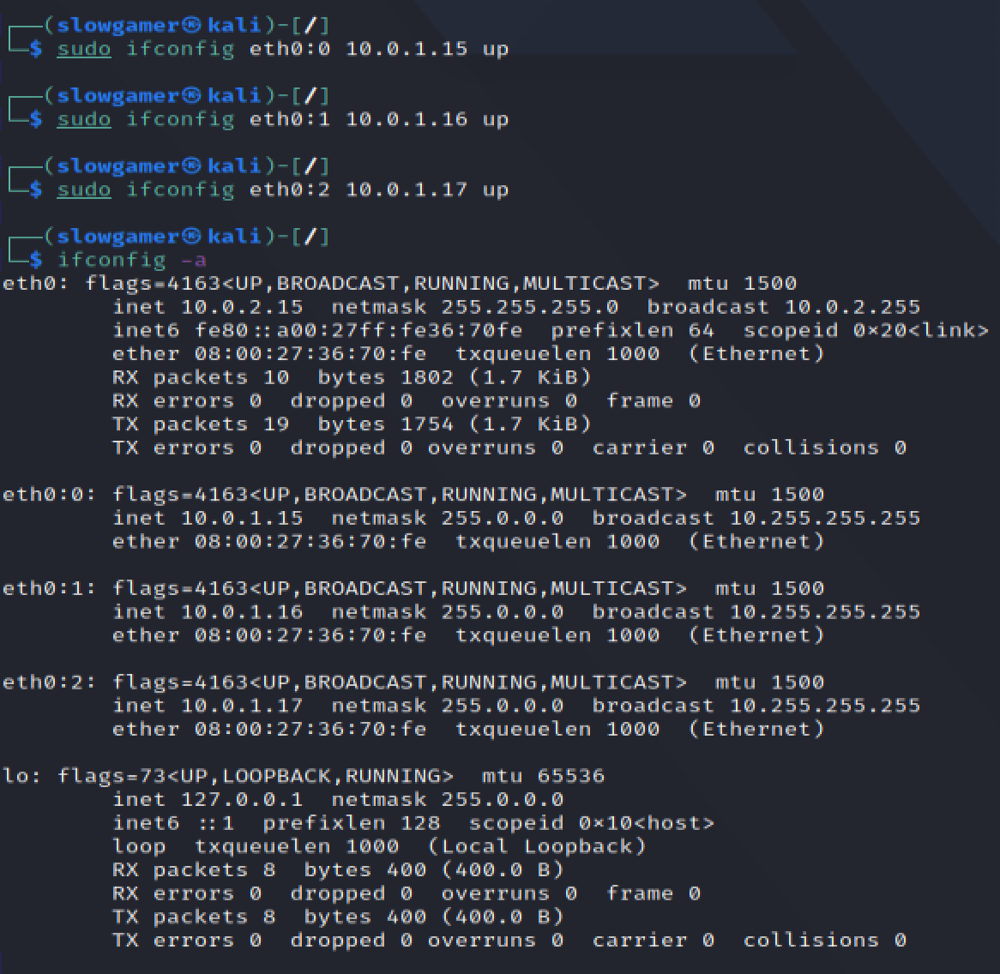 ┌──(slowgamer㉿kali)-[/]
└─$ sudo ifconfig eth0:0 10.0.1.15 up
┌──(slowgamer㉿kali)-[/]
└─$ sudo ifconfig eth0:1 10.0.1.16 up
┌──(slowgamer㉿kali)-[/]
└─$ sudo ifconfig eth0:2 10.0.1.17 up
┌──(slowgamer㉿kali)-[/]
└─$ ifconfig -a
eth0: flags=4163<UP,BROADCAST,RUNNING,MULTICAST>  mtu 1500
        inet 10.0.2.15  netmask 255.255.255.0  broadcast 10.0.2.255
        inet6 fe80::a00:27ff:fe36:70fe  prefixlen 64  scopeid 0×20<link>
        ether 08:00:27:36:70:fe  txqueuelen 1000  (Ethernet)
        RX packets 10  bytes 1802 (1.7 KiB)
        RX errors 0  dropped 0  overruns 0  frame 0
        TX packets 19  bytes 1754 (1.7 KiB)
        TX errors 0  dropped 0 overruns 0  carrier 0  collisions 0
eth0:0: flags=4163<UP,BROADCAST,RUNNING,MULTICAST>  mtu 1500
        inet 10.0.1.15  netmask 255.0.0.0  broadcast 10.255.255.255
        ether 08:00:27:36:70:fe  txqueuelen 1000  (Ethernet)
eth0:1: flags=4163<UP,BROADCAST,RUNNING,MULTICAST>  mtu 1500
        inet 10.0.1.16  netmask 255.0.0.0  broadcast 10.255.255.255
        ether 08:00:27:36:70:fe  txqueuelen 1000  (Ethernet)
eth0:2: flags=4163<UP,BROADCAST,RUNNING,MULTICAST>  mtu 1500
        inet 10.0.1.17  netmask 255.0.0.0  broadcast 10.255.255.255
        ether 08:00:27:36:70:fe  txqueuelen 1000  (Ethernet)
lo: flags=73<UP,LOOPBACK,RUNNING>  mtu 65536
        inet 127.0.0.1  netmask 255.0.0.0
        inet6 ::1  prefixlen 128  scopeid 0×10<host>
        loop  txqueuelen 1000  (Local Loopback)
        RX packets 8  bytes 400 (400.0 B)
        RX errors 0  dropped 0  overruns 0  frame 0
        TX packets 8  bytes 400 (400.0 B)
        TX errors 0  dropped 0 overruns 0  carrier 0  collisions 0